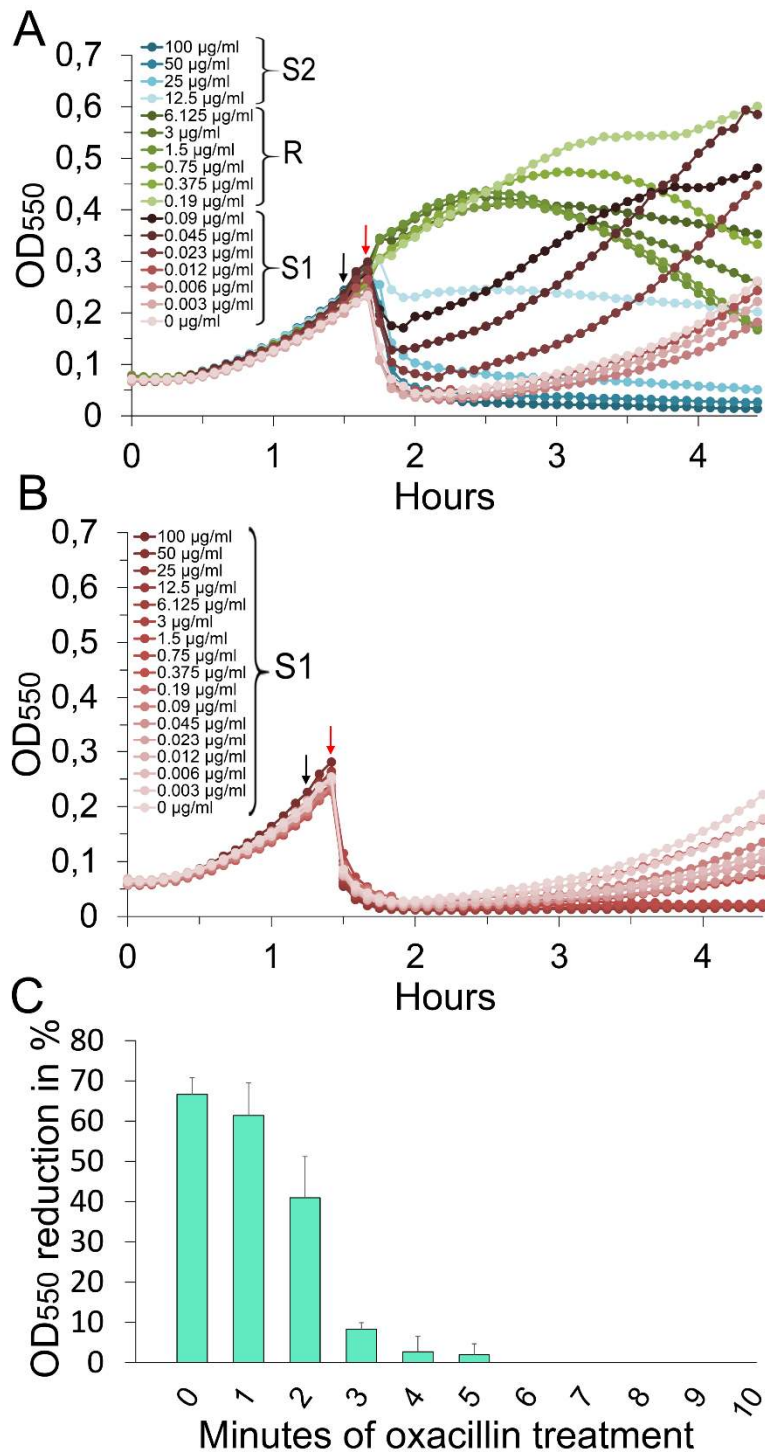 A
0,7
0,6
0,5
0,4
0,3
0,2
0,1
0
OD550
100 µg/ml
50 µg/ml
25 µg/ml
12.5 µg/ml
S2
6.125 µg/ml
3 µg/ml
1.5 µg/ml
0.75 µg/ml
0.375 µg/ml
0.19 µg/ml
R
0.09 µg/ml
0.045 µg/ml
0.023 µg/ml
0.012 µg/ml
0.006 µg/ml
0.003 µg/ml
0 µg/ml
S1
0 1 2 3 4
Hours
B
0,7
0,6
0,5
0,4
0,3
0,2
0,1
0
OD550
100 µg/ml
50 µg/ml
25 µg/ml
12.5 µg/ml
6.125 µg/ml
3 µg/ml
1.5 µg/ml
0.75 µg/ml
0.375 µg/ml
0.19 µg/ml
0.09 µg/ml
0.045 µg/ml
0.023 µg/ml
0.012 µg/ml
0.006 µg/ml
0.003 µg/ml
0 µg/ml
S1
0 1 2 3 4
Hours
C
80
70
60
50
40
30
20
10
0
OD550 reduction in %
0 1 2 3 4 5 6 7 8 9 10
Minutes of oxacillin treatment